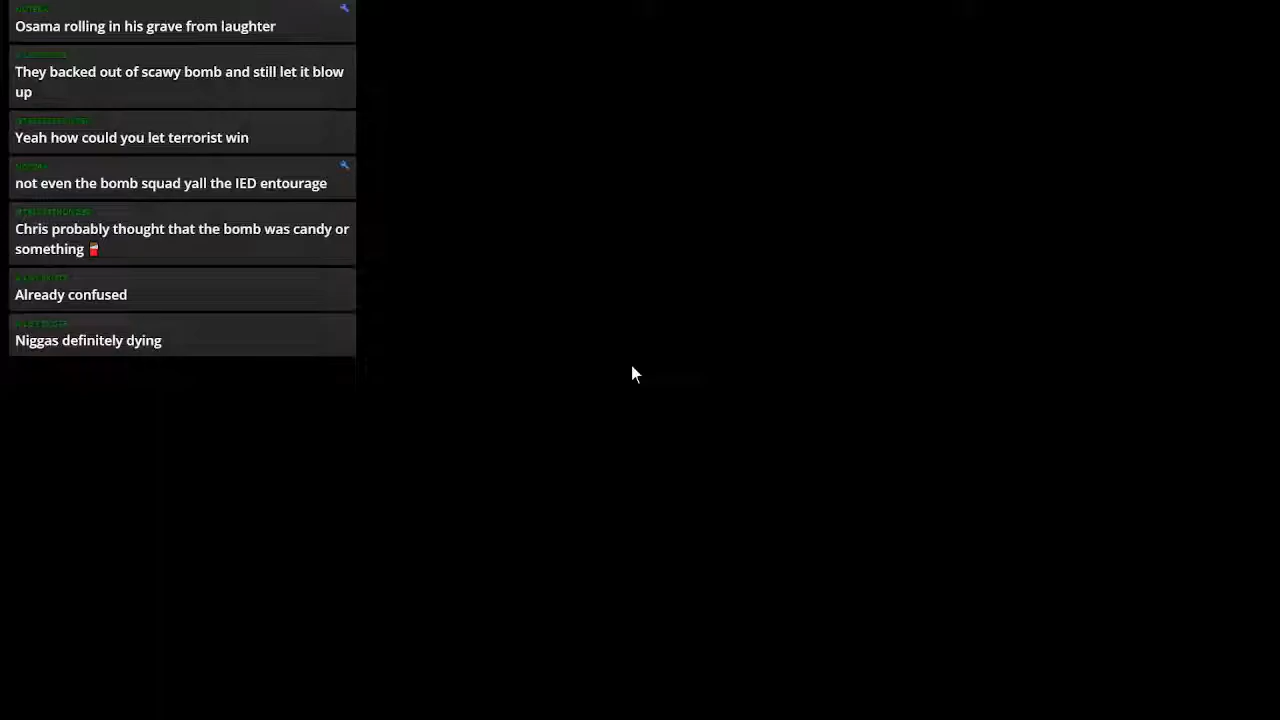 Osama rolling in his grave from laughter
They backed out of scawy bomb and still let it blow
up
Yeah how could you let terrorist win
not even the bomb squad yall the IED entourage
Chris probably thought that the bomb was candy or
something
Already confused
Niggas definitely dying